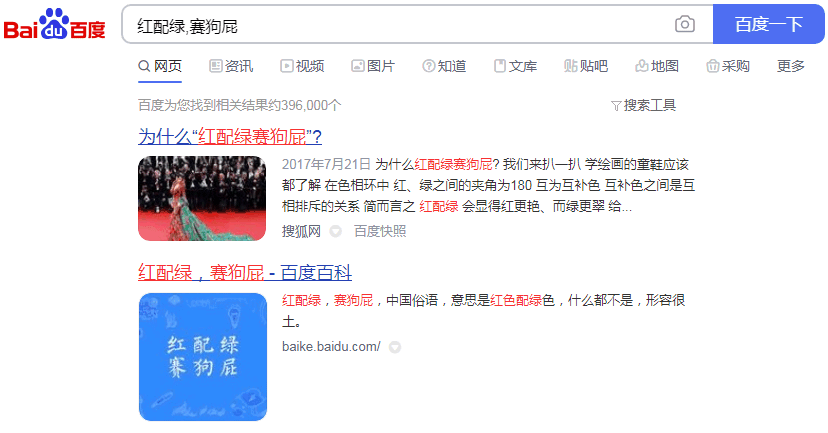 Bai du 百度 红配绿,赛狗屁 百度一下
网页 资讯 视频 图片 知道 文库 贴吧 地图 采购 更多
百度为您找到相关结果约396,000个 搜索工具
为什么“红配绿赛狗屁”?
2017年7月21日 为什么红配绿赛狗屁? 我们来扒一扒 学绘画的童鞋应该
都了解 在色相环中 红、绿之间的夹角为180 互为互补色 互补色之间是互
相排斥的关系 简而言之 红配绿 会显得红更艳、而绿更翠 给...
搜狐网 百度快照
红配绿，赛狗屁 - 百度百科
红配绿，赛狗屁，中国俗语，意思是红色配绿色，什么都不是，形容很
土。
baike.baidu.com/
红配绿
赛狗屁